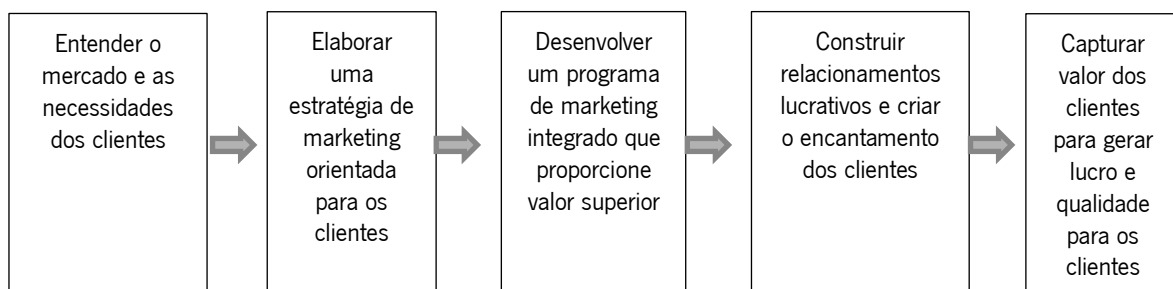 Entender o
mercado e as
necessidades
dos clientes
Elaborar
uma
estratégia de
marketing
orientada
para os
clientes
Desenvolver
um programa
de marketing
integrado que
proporcione
valor superior
Construir
relacionamentos
lucrativos e criar
o encantamento
dos clientes
Capturar
valor dos
clientes
para gerar
lucro e
qualidade
para os
clientes